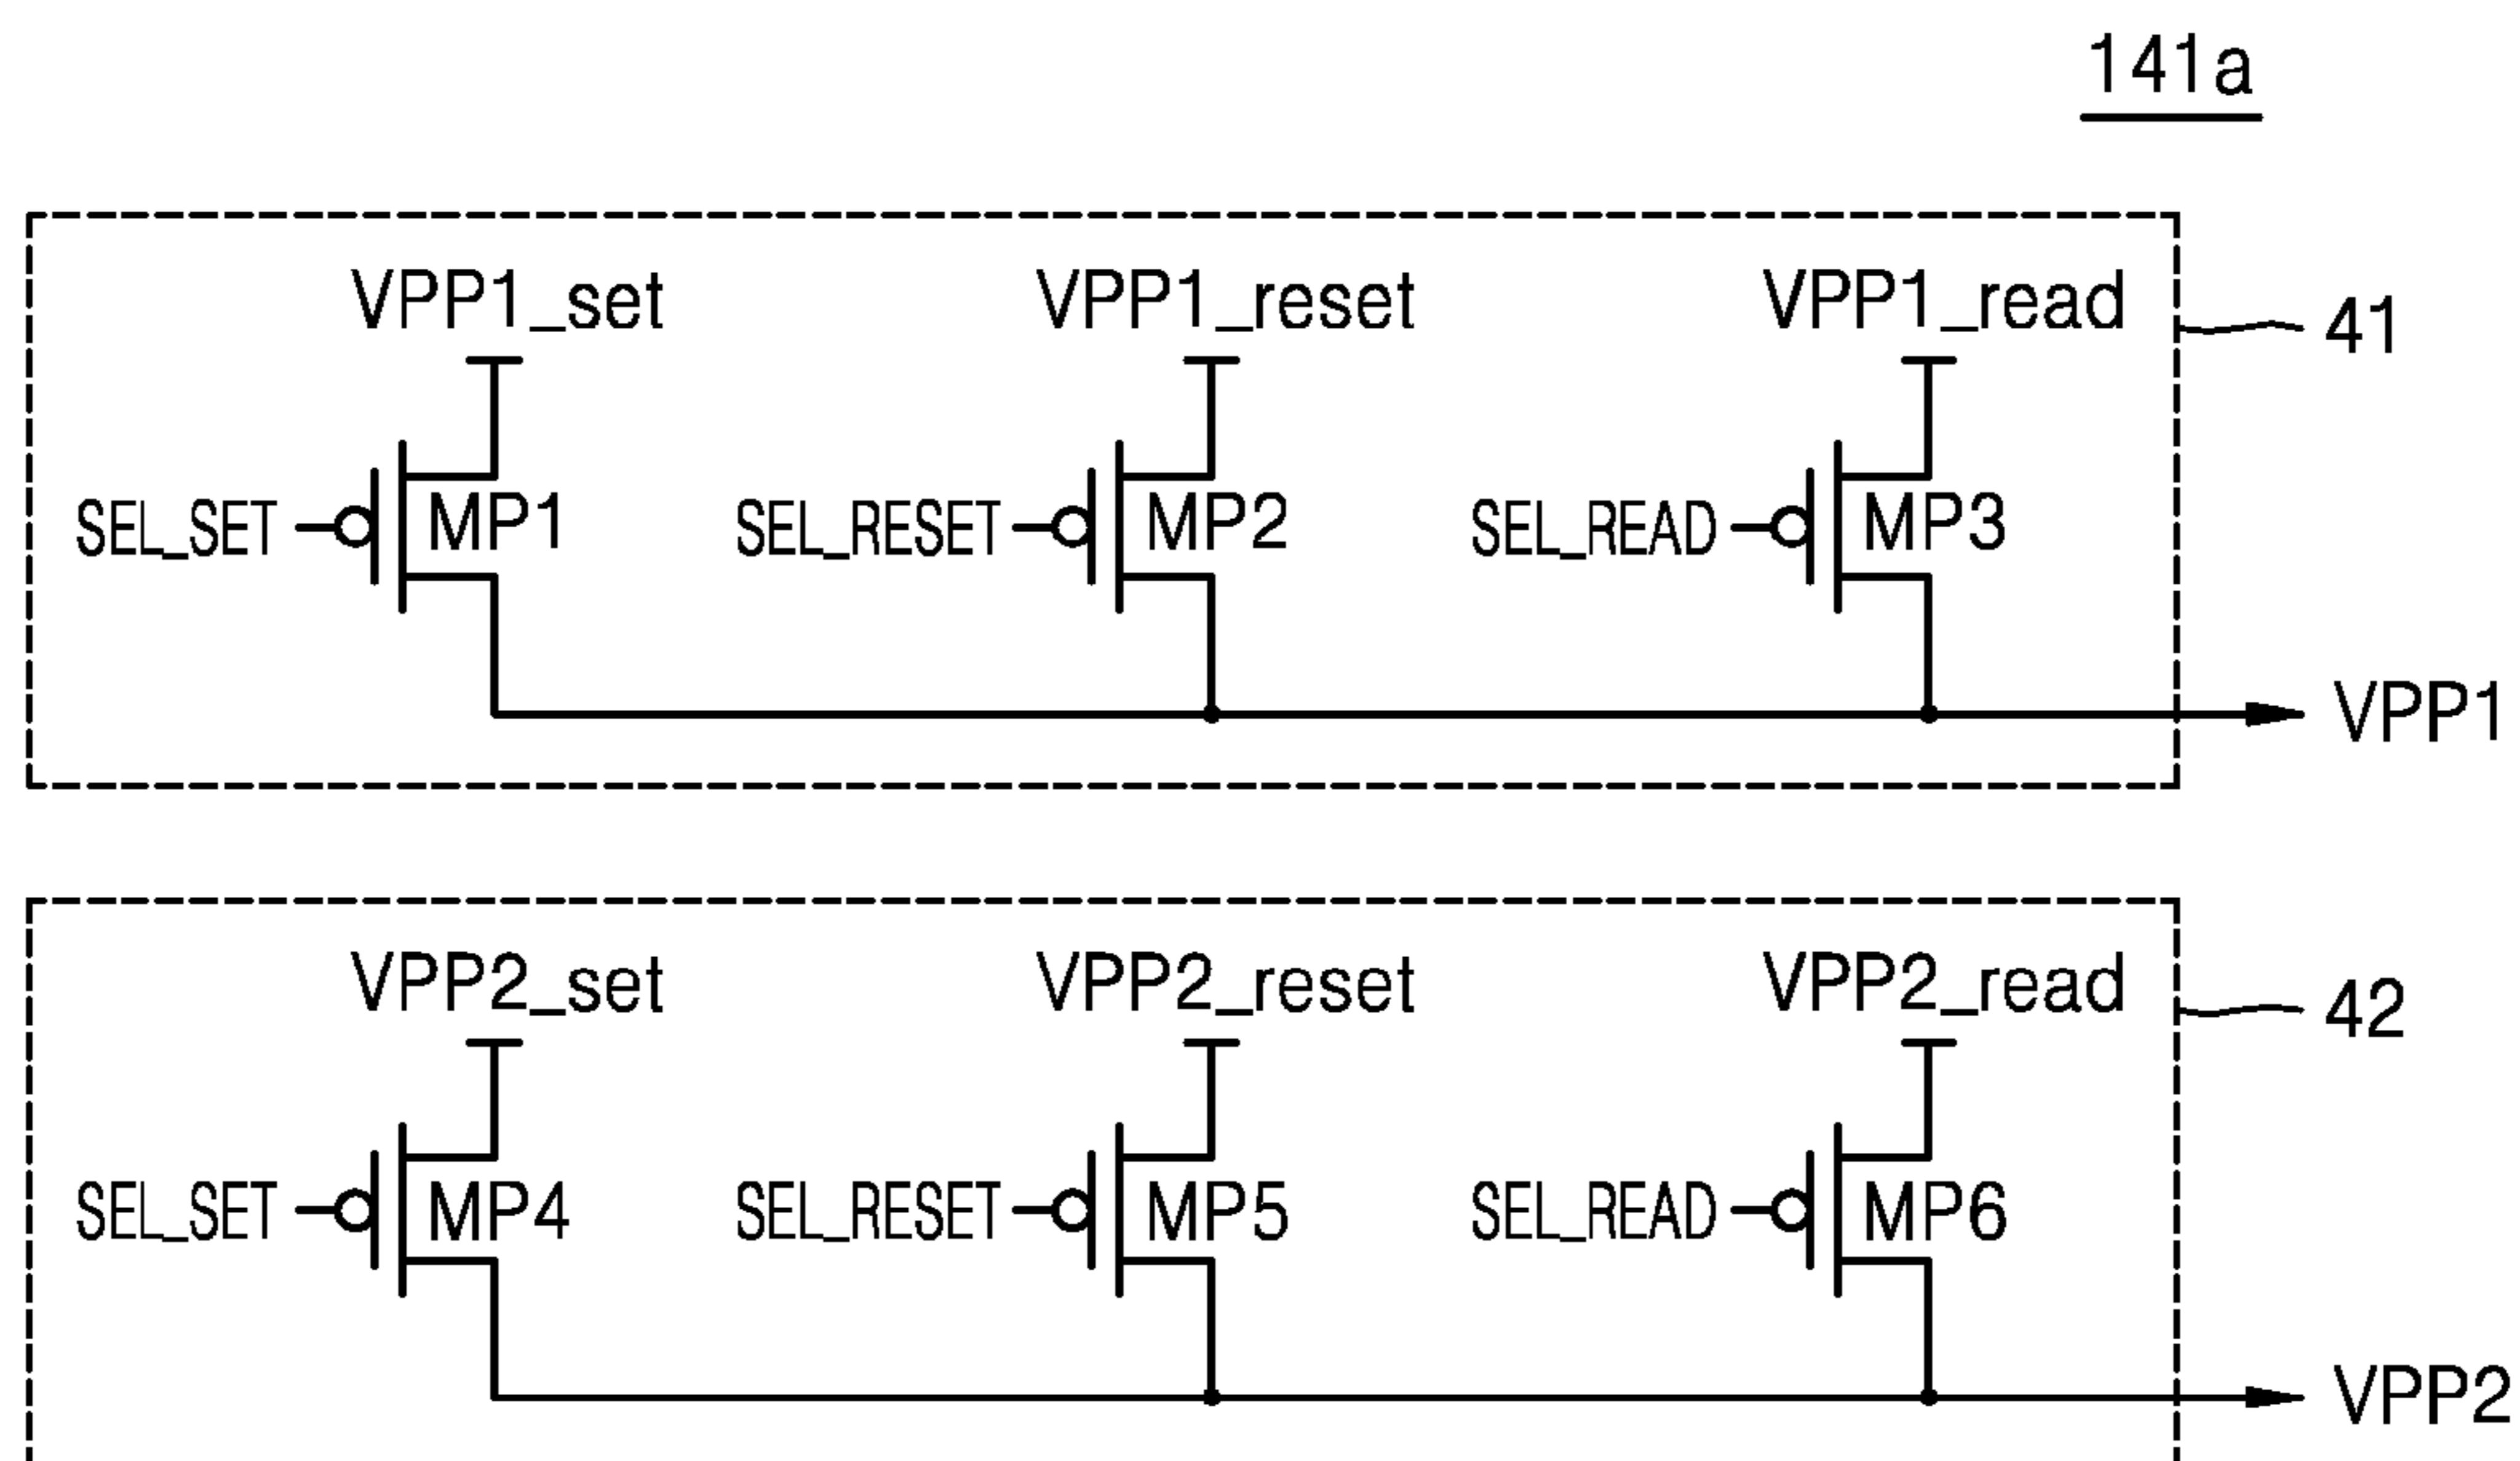 141a
VPP1_set VPP1_reset VPP1_read
41
SEL_SET MP1 SEL_RESET MP2 SEL_READ MP3
VPP1
VPP2_set VPP2_reset VPP2_read
42
SEL_SET MP4 SEL_RESET MP5 SEL_READ MP6
VPP2